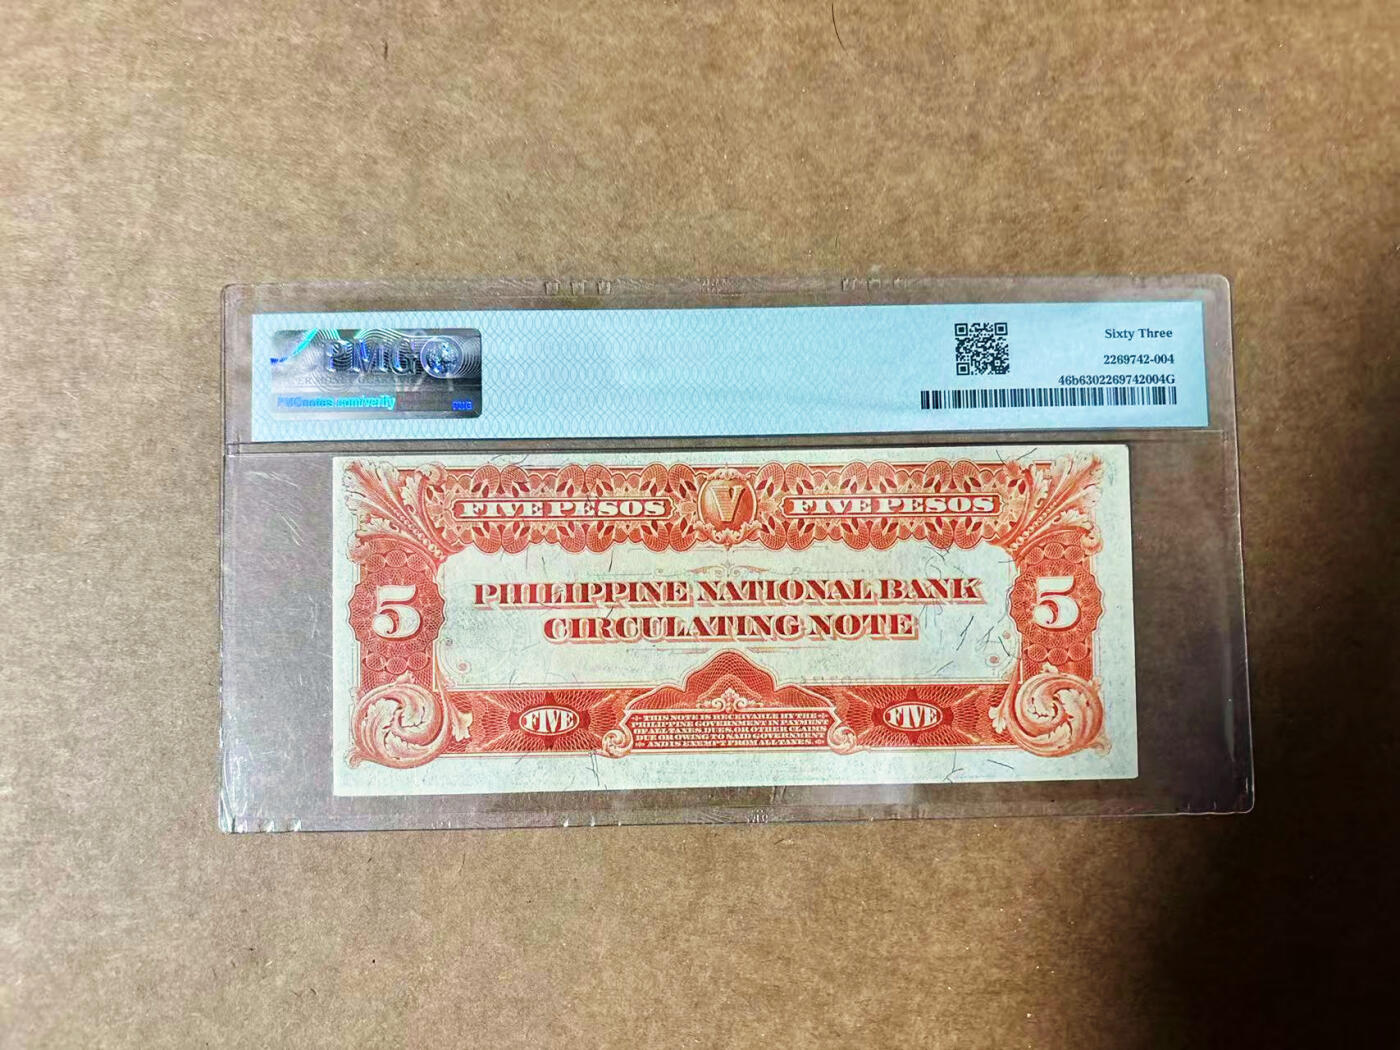 PMG
PMGnotes.com/verify
PMG
Sixty Three
2269742-004
46b6302269742004G
FIVE PESOS
V
FIVE PESOS
5
PHILIPPINE NATIONAL BANK
CIRCULATING NOTE
5
FIVE
THIS NOTE IS RECEIVABLE BY THE
PHILIPPINE GOVERNMENT IN PAYMENT
OF ALL TAXES, DUES, OR OTHER CLAIMS
DUE OR OWING TO SAID GOVERNMENT
AND IS EXEMPT FROM ALL TAXES.
FIVE